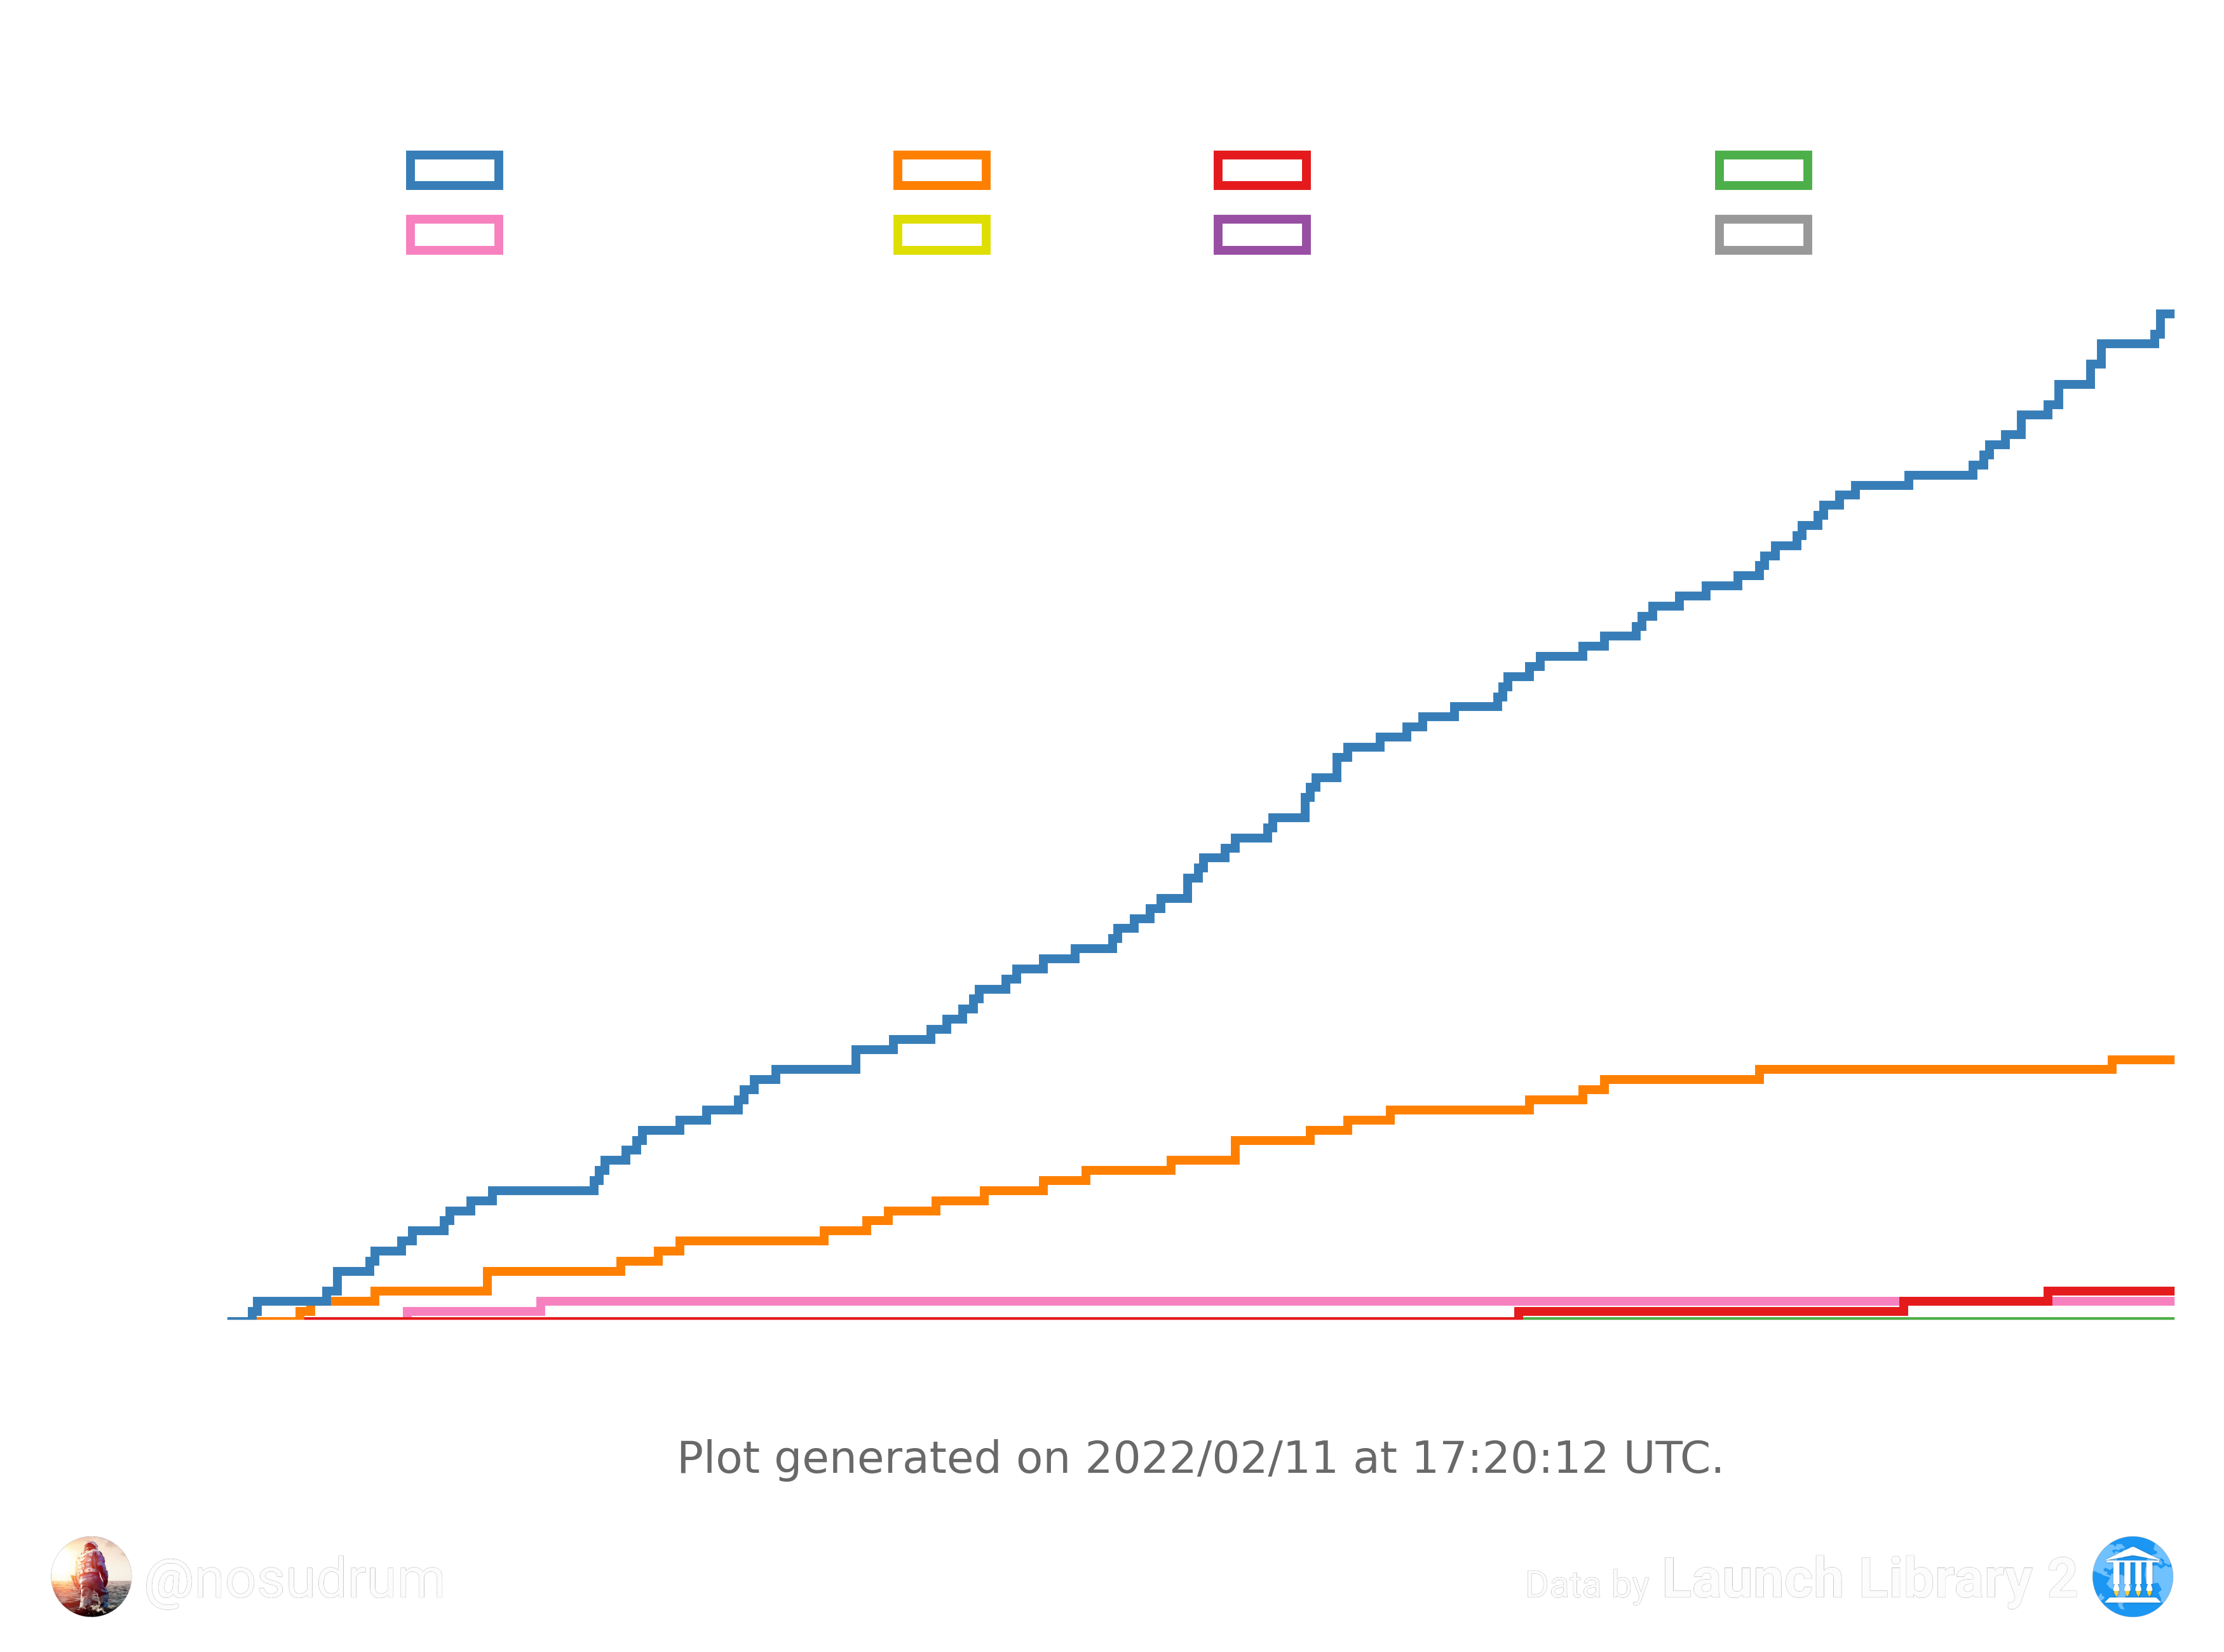 Plot generated on 2022/02/11 at 17:20:12 UTC.
@nosudrum
Data by Launch Library 2